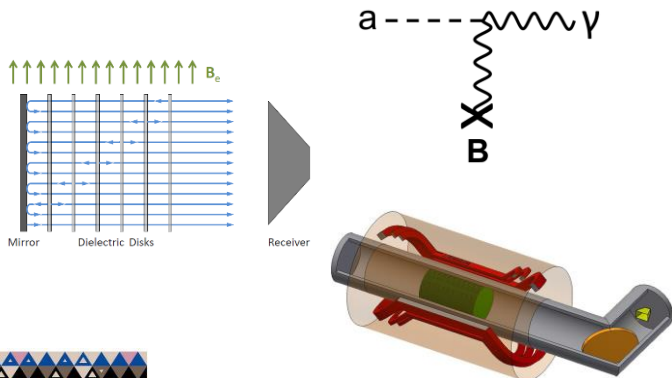 a γ
B
Bₑ
Mirror Dielectric Disks Receiver